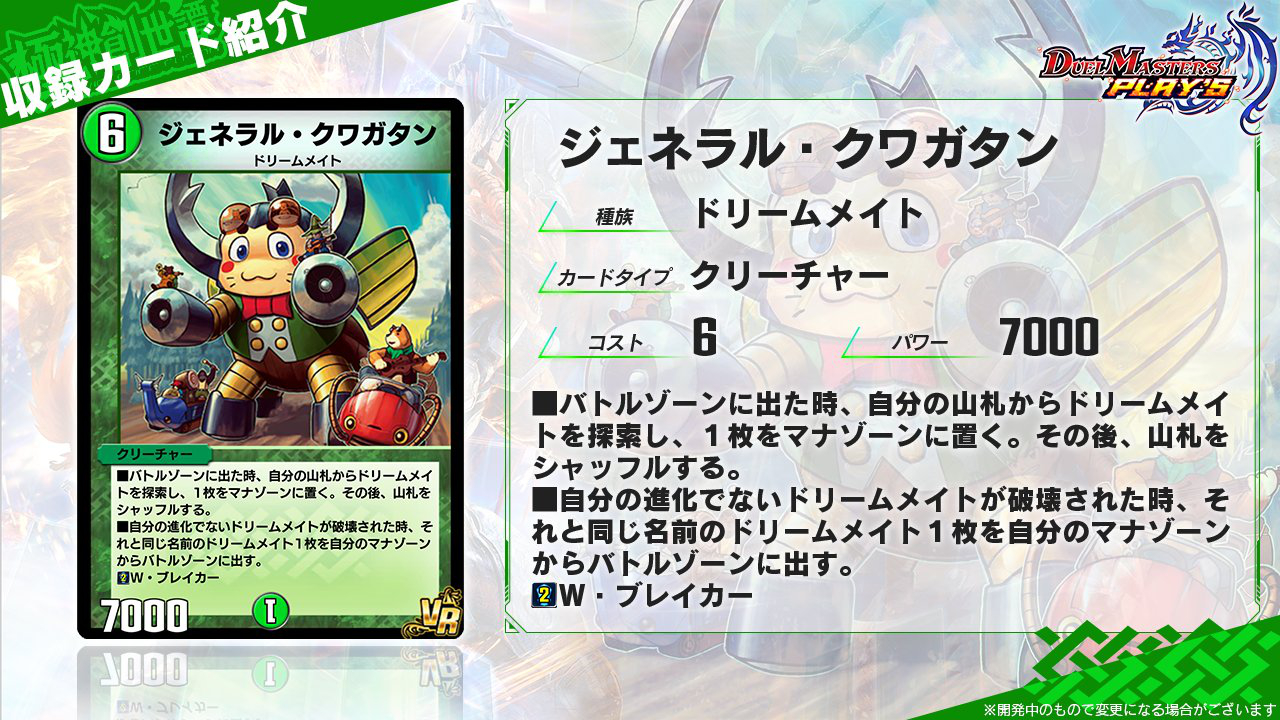 極神創世譚
収録カード紹介
DUEL MASTERS
PLAY'S
6
ジェネラル・クワガタン
ドリームメイト
クリーチャー
■バトルゾーンに出た時、自分の山札からドリームメイ
トを探索し、1枚をマナゾーンに置く。その後、山札を
シャッフルする。
■自分の進化でないドリームメイトが破壊された時、そ
れと同じ名前のドリームメイト1枚を自分のマナゾーン
からバトルゾーンに出す。
2 W・ブレイカー
7000
1
VR
ジェネラル・クワガタン
種族 ドリームメイト
カードタイプ クリーチャー
コスト 6 パワー 7000
■バトルゾーンに出た時、自分の山札からドリームメイ
トを探索し、1枚をマナゾーンに置く。その後、山札を
シャッフルする。
■自分の進化でないドリームメイトが破壊された時、そ
れと同じ名前のドリームメイト1枚を自分のマナゾーン
からバトルゾーンに出す。
2 W・ブレイカー
※開発中のもので変更になる場合がございます